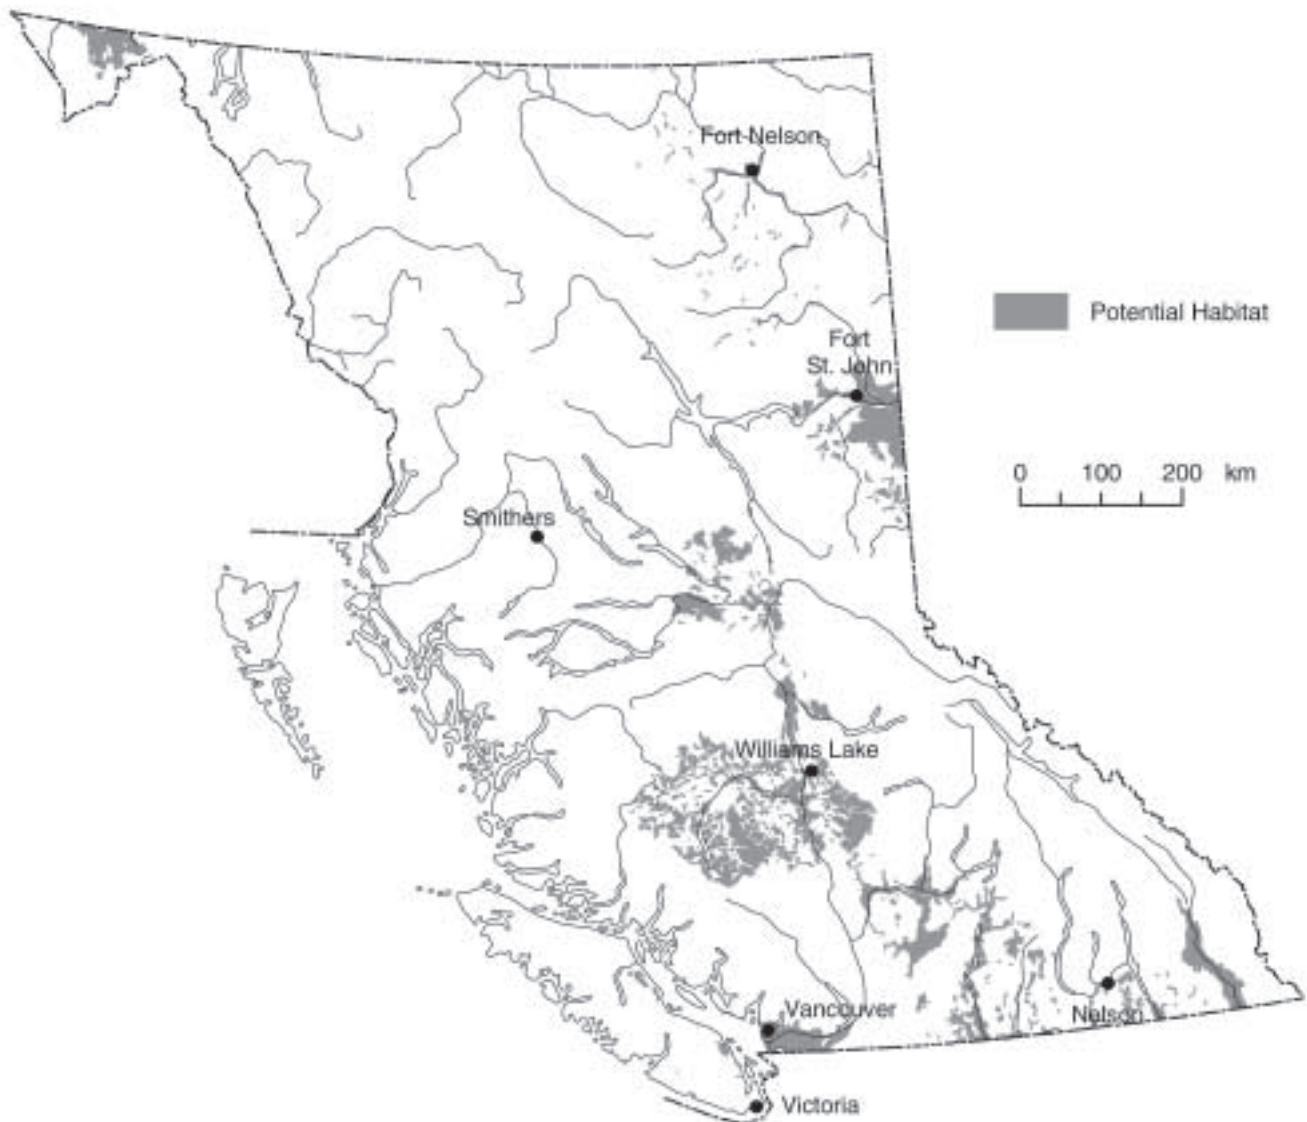 Fort Nelson
Potential Habitat
Fort
St. John
0 100 200 km
Smithers
Williams Lake
Vancouver
Nelson
Victoria